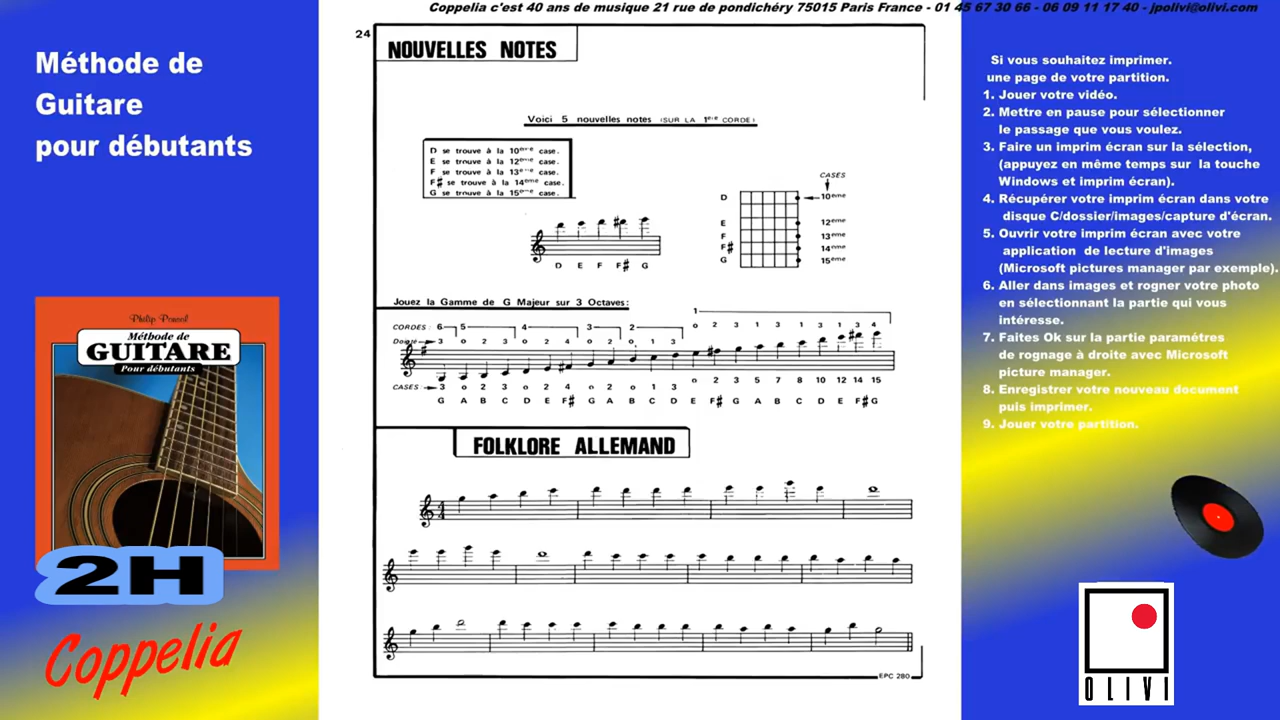 Coppelia c'est 40 ans de musique 21 rue de pondichéry 75015 Paris France - 01 45 67 30 66 - 06 09 11 17 40 - jpolivi@olivi.com
Méthode de
Guitare
pour débutants
Méthode de
GUITARE
Pour débutants
2H
Coppelia
24
NOUVELLES NOTES
Voici 5 nouvelles notes (SUR LA 1ère CORDE)
D se trouve à la 10ème case.
E se trouve à la 12ème case.
F se trouve à la 13ème case.
F# se trouve à la 14ème case.
G se trouve à la 15ème case.
D E F F# G
CASES
D 10ème
E 12ème
F 13ème
F# 14ème
G 15ème
Jouez la Gamme de G Majeur sur 3 Octaves:
CORDES: 6 5 4 3 2 1
Doigté 3 0 2 3 0 2 4 0 2 0 1 3 0 2 3 1 3 1 3 1 3 4
CASES 3 0 2 3 0 2 4 0 2 0 1 3 0 2 3 5 7 8 10 12 14 15
G A B C D E F# G A B C D E F# G A B C D E F# G
FOLKLORE ALLEMAND
4
4
EPC 280
Si vous souhaitez imprimer.
une page de votre partition.
1. Jouer votre vidéo.
2. Mettre en pause pour sélectionner
le passage que vous voulez.
3. Faire un imprim écran sur la sélection,
(appuyez en même temps sur la touche
Windows et imprim écran).
4. Récupérer votre imprim écran dans votre
disque C/dossier/images/capture d'écran.
5. Ouvrir votre imprim écran avec votre
application de lecture d'images
(Microsoft pictures manager par exemple).
6. Aller dans images et rogner votre photo
en sélectionnant la partie qui vous
intéresse.
7. Faites Ok sur la partie paramétres
de rognage à droite avec Microsoft
picture manager.
8. Enregistrer votre nouveau document
puis imprimer.
9. Jouer votre partition.
OLIVI